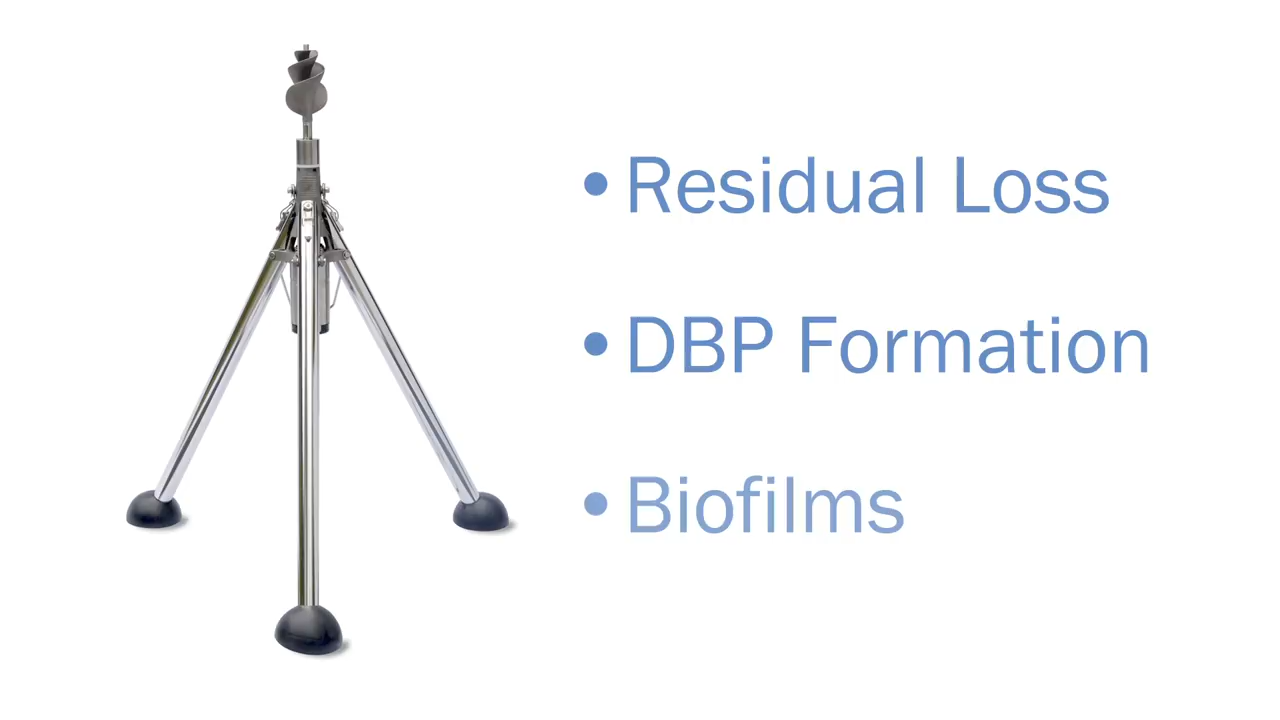 • Residual Loss
• DBP Formation
• Biofilms